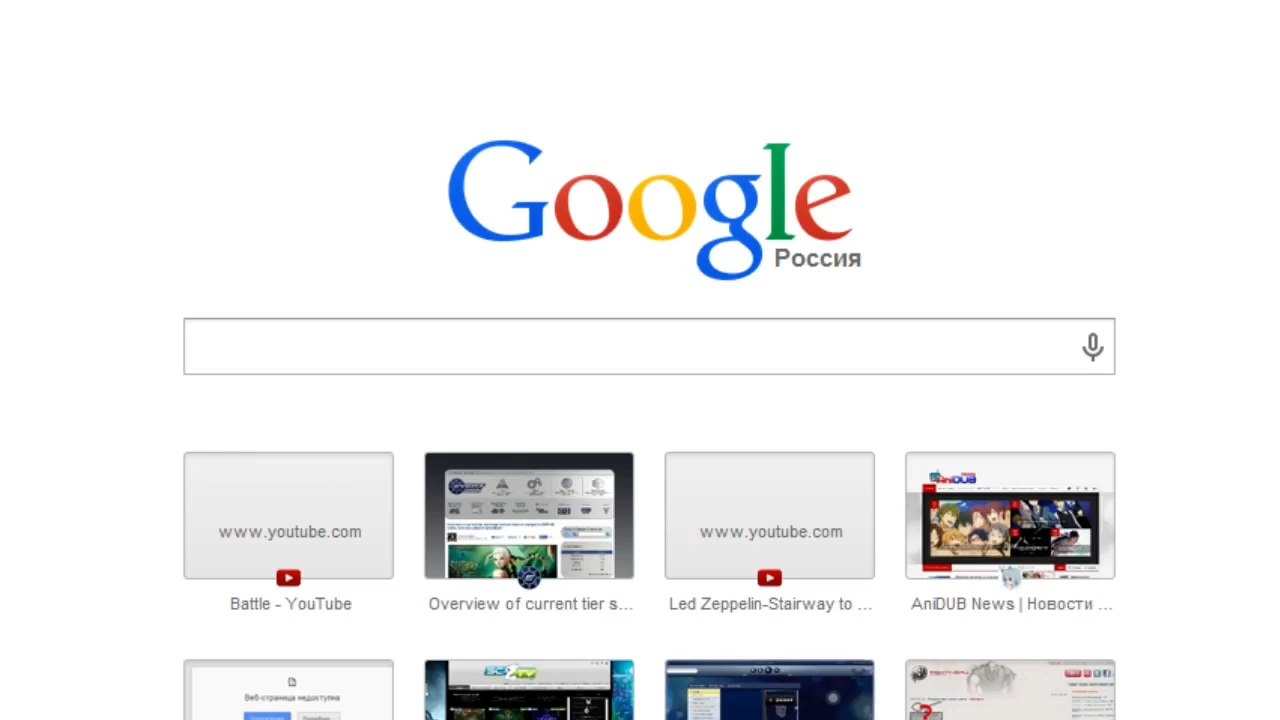 Google
Россия
www.youtube.com
www.youtube.com
AniDUB
Battle - YouTube
Overview of current tier s...
Led Zeppelin-Stairway to ...
AniDUB News | Новости ...
Веб-страница недоступна